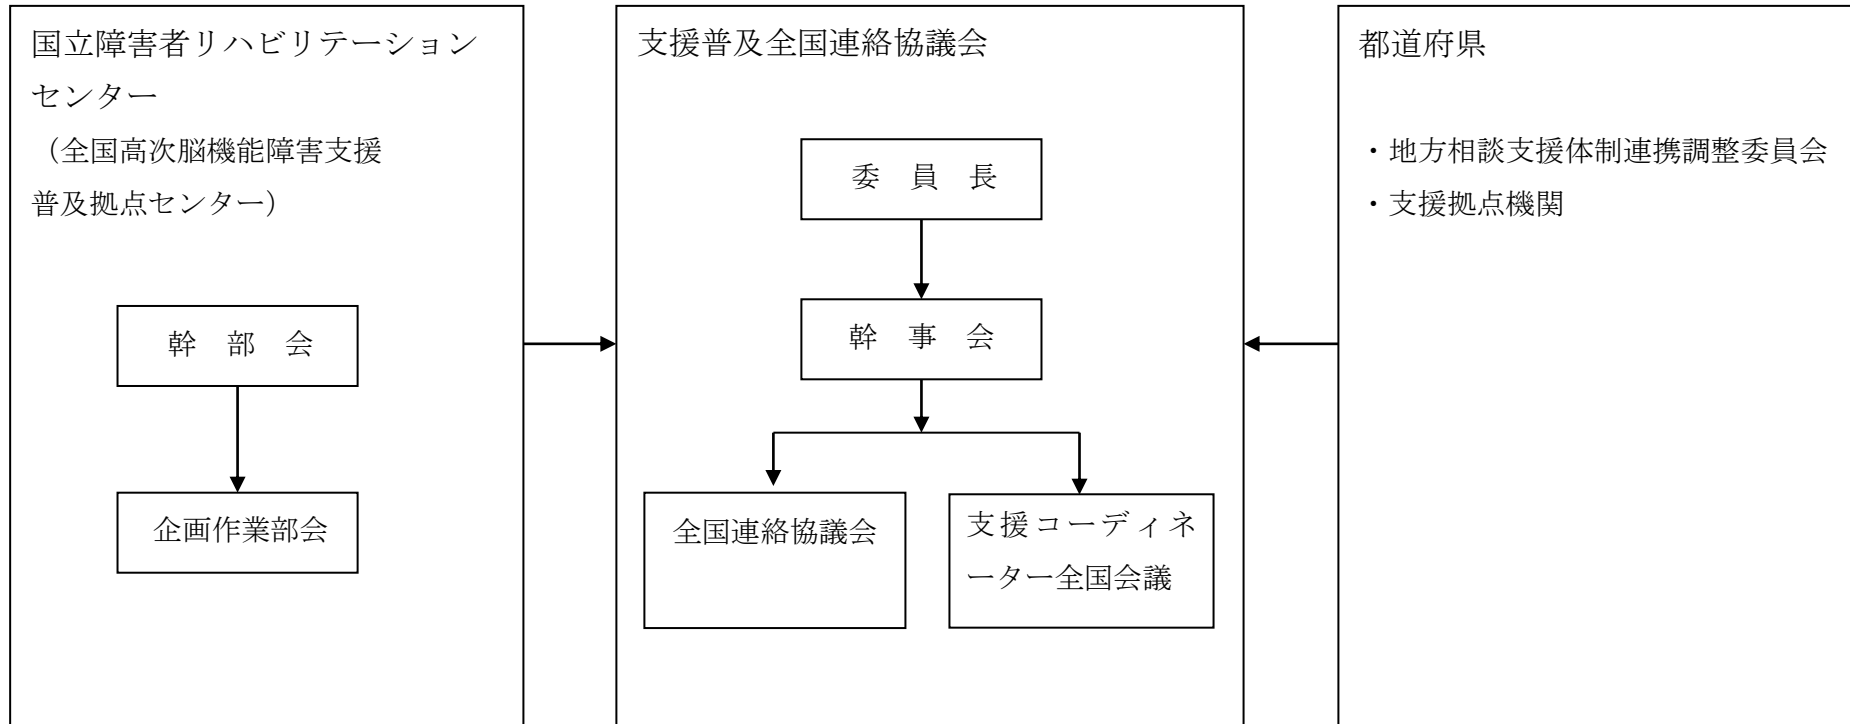 国立障害者リハビリテーション
センター
（全国高次脳機能障害支援
普及拠点センター）
幹　部　会
企画作業部会
支援普及全国連絡協議会
委　員　長
幹　事　会
全国連絡協議会
支援コーディネ
ーター全国会議
都道府県
・地方相談支援体制連携調整委員会
・支援拠点機関